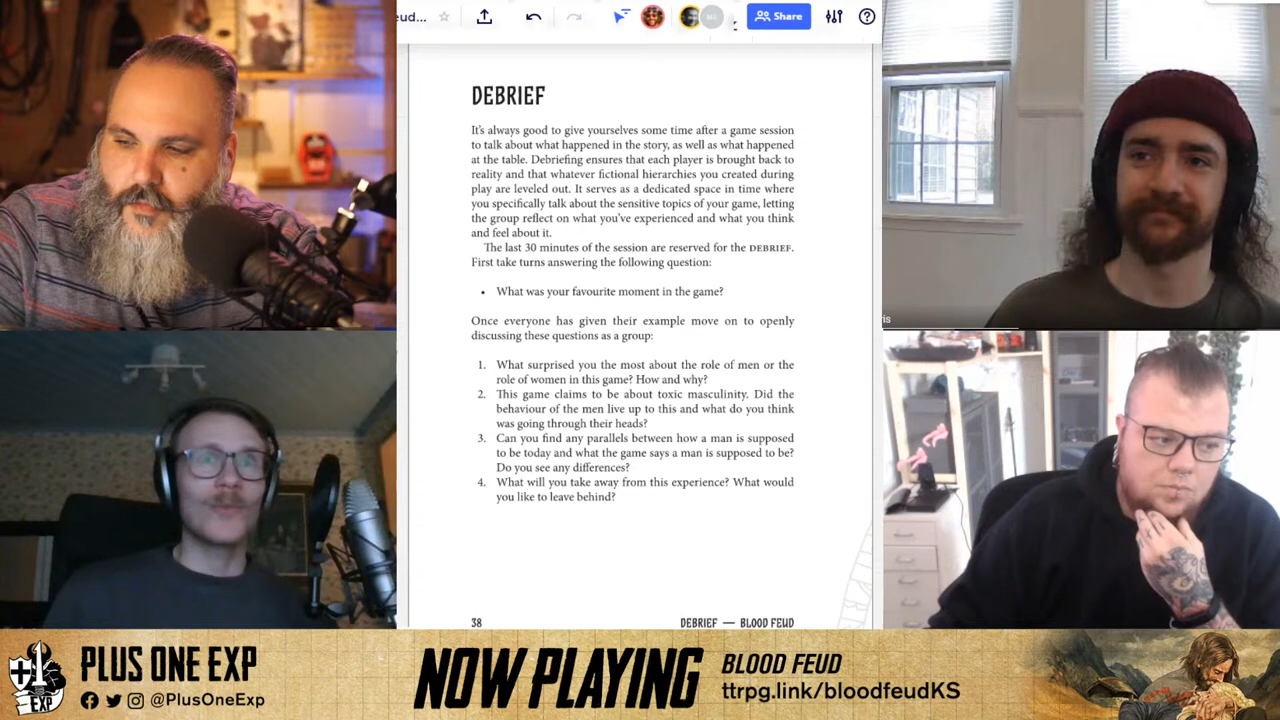 eud...
Share
DEBRIEF
It's always good to give yourselves some time after a game session
to talk about what happened in the story, as well as what happened
at the table. Debriefing ensures that each player is brought back to
reality and that whatever fictional hierarchies you created during
play are leveled out. It serves as a dedicated space in time where
you specifically talk about the sensitive topics of your game, letting
the group reflect on what you've experienced and what you think
and feel about it.
The last 30 minutes of the session are reserved for the DEBRIEF.
First take turns answering the following question:
• What was your favourite moment in the game?
Once everyone has given their example move on to openly
discussing these questions as a group:
1. What surprised you the most about the role of men or the
role of women in this game? How and why?
2. This game claims to be about toxic masculinity. Did the
behaviour of the men live up to this and what do you think
was going through their heads?
3. Can you find any parallels between how a man is supposed
to be today and what the game says a man is supposed to be?
Do you see any differences?
4. What will you take away from this experience? What would
you like to leave behind?
38 DEBRIEF — BLOOD FEUD
ris
EXP
PLUS ONE EXP
@PlusOneExp
NOW PLAYING
BLOOD FEUD
ttrpg.link/bloodfeudKS